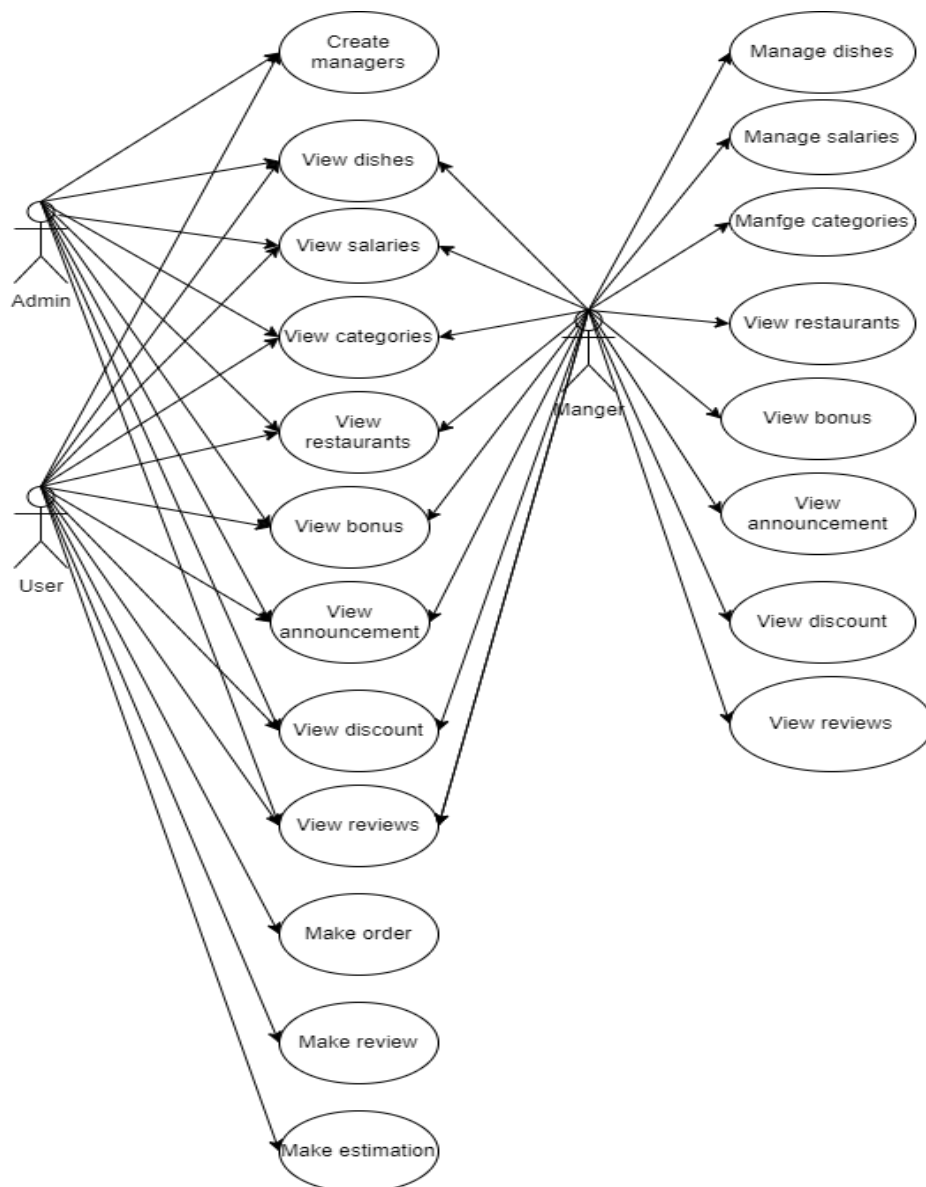 Create
managers
View dishes
View salaries
View categories
View
restaurants
View bonus
View
announcement
View discount
View reviews
Make order
Make review
Make estimation
Admin
User
Manger
Manage dishes
Manage salaries
Manfge categories
View restaurants
View bonus
View
announcement
View discount
View reviews